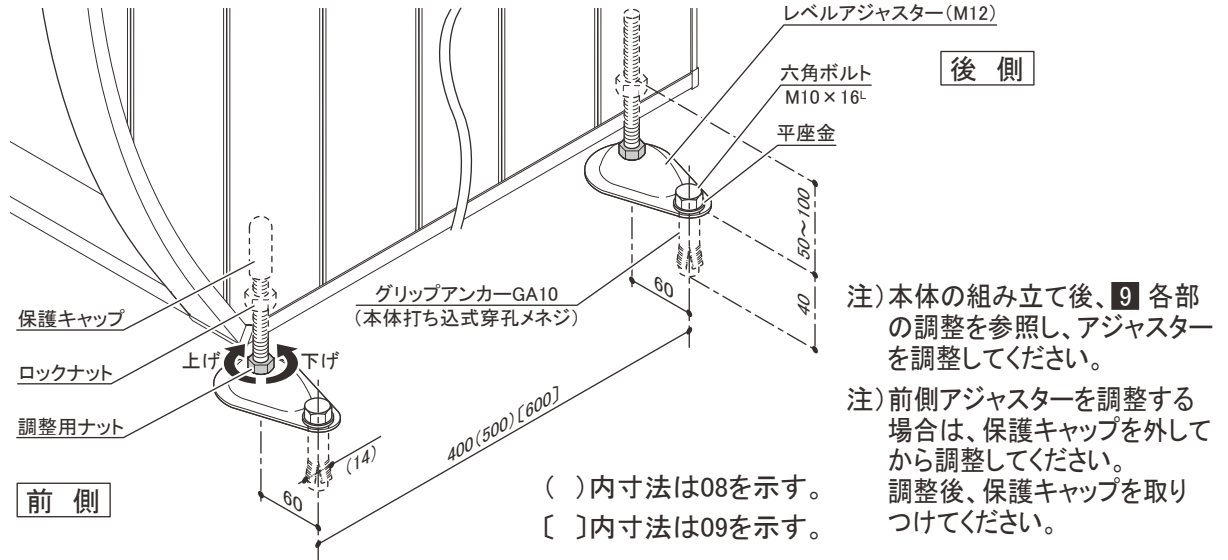 レベルアジャスター(M12)
後 側
六角ボルト
M10×16L
平座金
50~100
40
60
グリップアンカーGA10
(本体打ち込式穿孔メネジ)
保護キャップ
ロックナット
調整用ナット
上げ
下げ
(14)
60
400(500)[600]
前 側
( )内寸法は08を示す。
[ ]内寸法は09を示す。
注)本体の組み立て後、9 各部
の調整を参照し、アジャスター
を調整してください。
注)前側アジャスターを調整する
場合は、保護キャップを外して
から調整してください。
調整後、保護キャップを取り
つけてください。